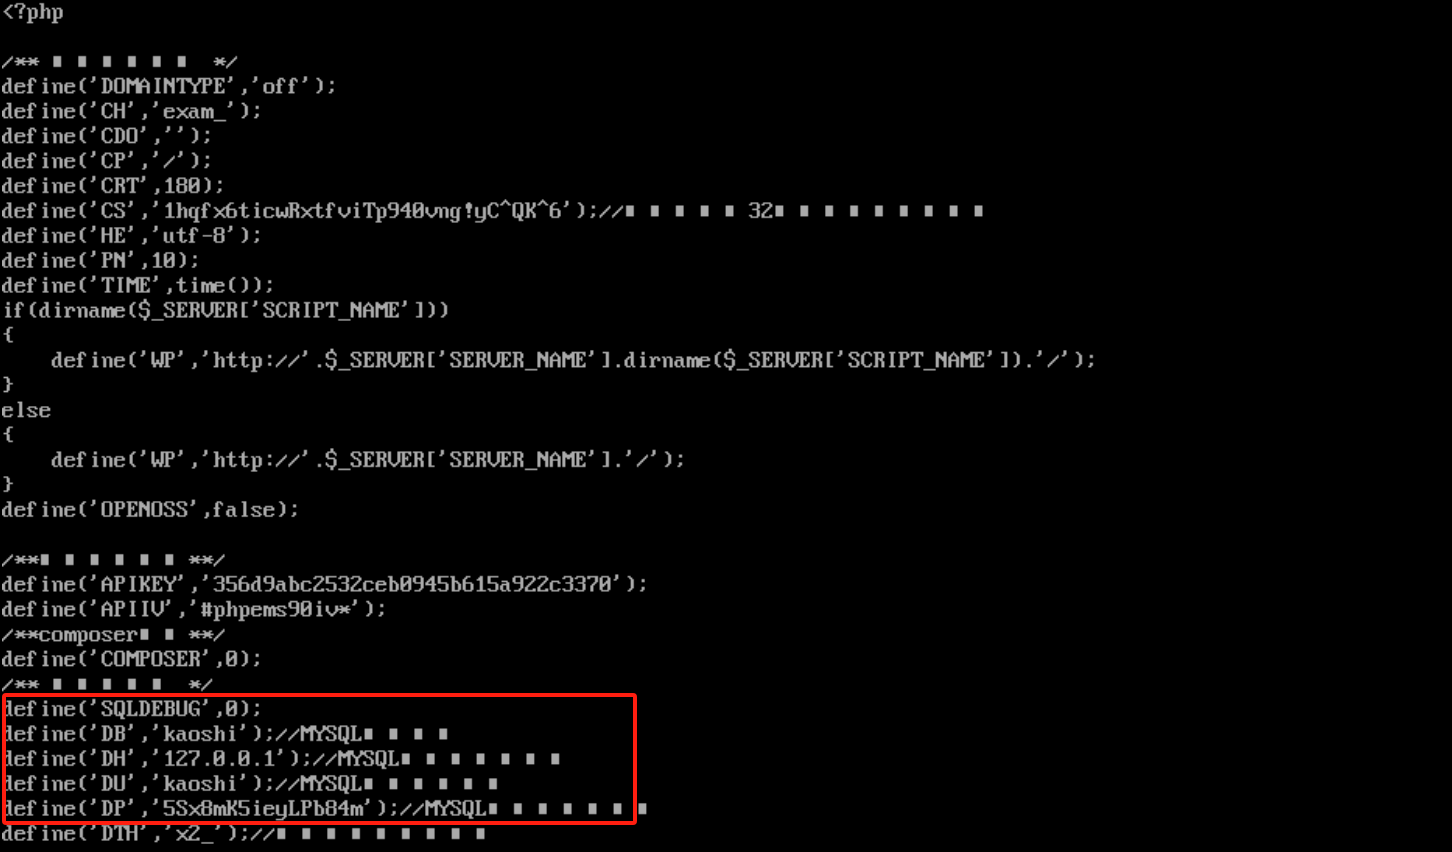 <?php
/** ∎ ∎ ∎ ∎ ∎ ∎  */
define('DOMAINTYPE','off');
define('CH','exam_');
define('CDO','');
define('CP','/');
define('CRT',180);
define('CS','1hqfx6ticwRxtfviTp940vng!yC^QK^6');//∎ ∎ ∎ ∎ ∎ 32∎ ∎ ∎ ∎ ∎ ∎ ∎ ∎ ∎
define('HE','utf-8');
define('PN',10);
define('TIME',time());
if(dirname($_SERVER['SCRIPT_NAME']))
{
    define('WP','http://'.$_SERVER['SERVER_NAME'].dirname($_SERVER['SCRIPT_NAME']).'/');
}
else
{
    define('WP','http://'.$_SERVER['SERVER_NAME'].'/');
}
define('OPENOSS',false);
/**∎ ∎ ∎ ∎ ∎ ∎ **/
define('APIKEY','356d9abc2532ceb0945b615a922c3370');
define('APIIV','#phpems90iv*');
/**composer∎ ∎ **/
define('COMPOSER',0);
/** ∎ ∎ ∎ ∎ ∎  */
define('SQLDEBUG',0);
define('DB','kaoshi');//MYSQL∎ ∎ ∎ ∎
define('DH','127.0.0.1');//MYSQL∎ ∎ ∎ ∎ ∎ ∎ ∎
define('DU','kaoshi');//MYSQL∎ ∎ ∎ ∎ ∎ ∎
define('DP','5Sx8mK5ieyLPb84m');//MYSQL∎ ∎ ∎ ∎ ∎ ∎ ∎
define('DTH','x2_');//∎ ∎ ∎ ∎ ∎ ∎ ∎ ∎ ∎